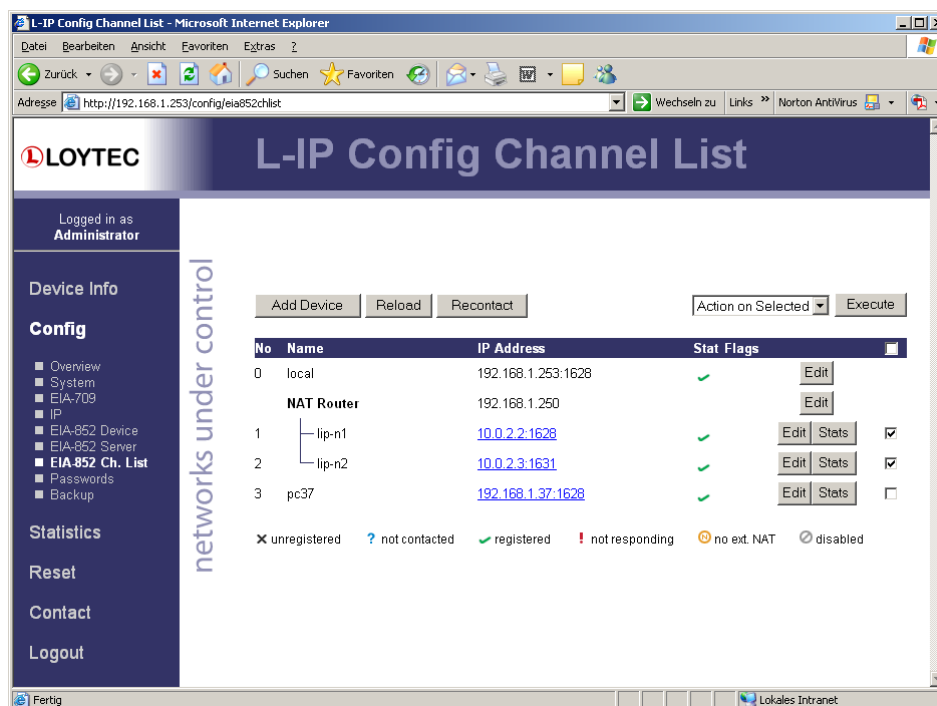 L-IP Config Channel List - Microsoft Internet Explorer
Datei Bearbeiten Ansicht Favoriten Extras ?
Zurück Suchen Favoriten
Adresse http://192.168.1.253/config/eia852chlist Wechseln zu Links » Norton AntiVirus
LOYTEC
L-IP Config Channel List
Logged in as
Administrator
Device Info
Config
Overview
System
EIA-709
IP
EIA-852 Device
EIA-852 Server
EIA-852 Ch. List
Passwords
Backup
Statistics
Reset
Contact
Logout
networks under control
Add Device Reload Recontact Action on Selected Execute
No Name IP Address Stat Flags
0 local 192.168.1.253:1628 Edit
NAT Router 192.168.1.250 Edit
1 lip-n1 10.0.2.2:1628 Edit Stats
2 lip-n2 10.0.2.3:1631 Edit Stats
3 pc37 192.168.1.37:1628 Edit Stats
unregistered ? not contacted registered ! not responding N no ext. NAT disabled
Fertig Lokales Intranet